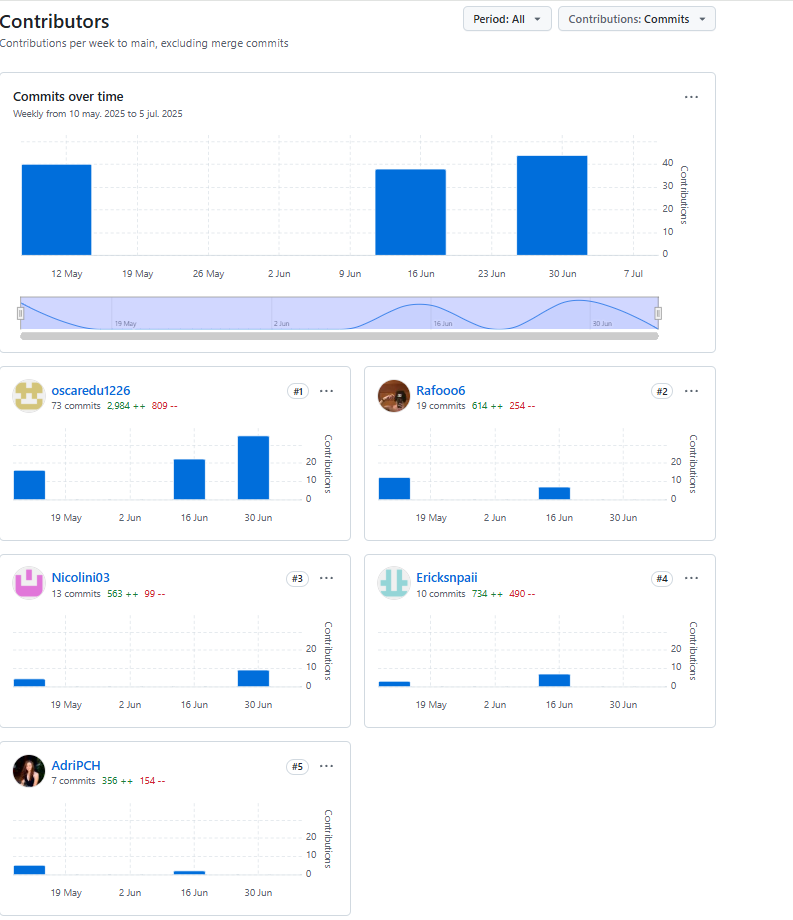 Contributors
Period: All
Contributions: Commits
Contributions per week to main, excluding merge commits
Commits over time
Weekly from 10 may. 2025 to 5 jul. 2025
40
30
20
10
0
Contributions
12 May 19 May 26 May 2 Jun 9 Jun 16 Jun 23 Jun 30 Jun 7 Jul
19 May 2 Jun 16 Jun 30 Jun
oscaredu1226 #1
73 commits 2,984 ++ 809 --
20
10
0
Contributions
19 May 2 Jun 16 Jun 30 Jun
Rafooo6 #2
19 commits 614 ++ 254 --
20
10
0
Contributions
19 May 2 Jun 16 Jun 30 Jun
Nicolini03 #3
13 commits 563 ++ 99 --
20
10
0
Contributions
19 May 2 Jun 16 Jun 30 Jun
Ericksnpaii #4
10 commits 734 ++ 490 --
20
10
0
Contributions
19 May 2 Jun 16 Jun 30 Jun
AdriPCH #5
7 commits 356 ++ 154 --
20
10
0
Contributions
19 May 2 Jun 16 Jun 30 Jun